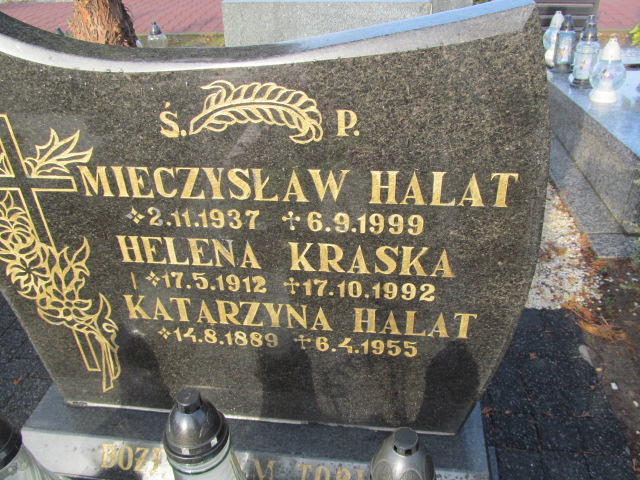 Ś. P.
MIECZYSŁAW HALAT
2.11.1937 6.9.1999
HELENA KRASKA
17.5.1912 17.10.1992
KATARZYNA HALAT
14.8.1889 6.4.1955